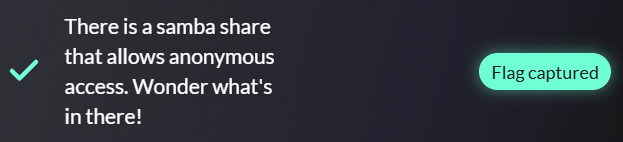 There is a samba share
that allows anonymous
access. Wonder what's
in there!
Flag captured